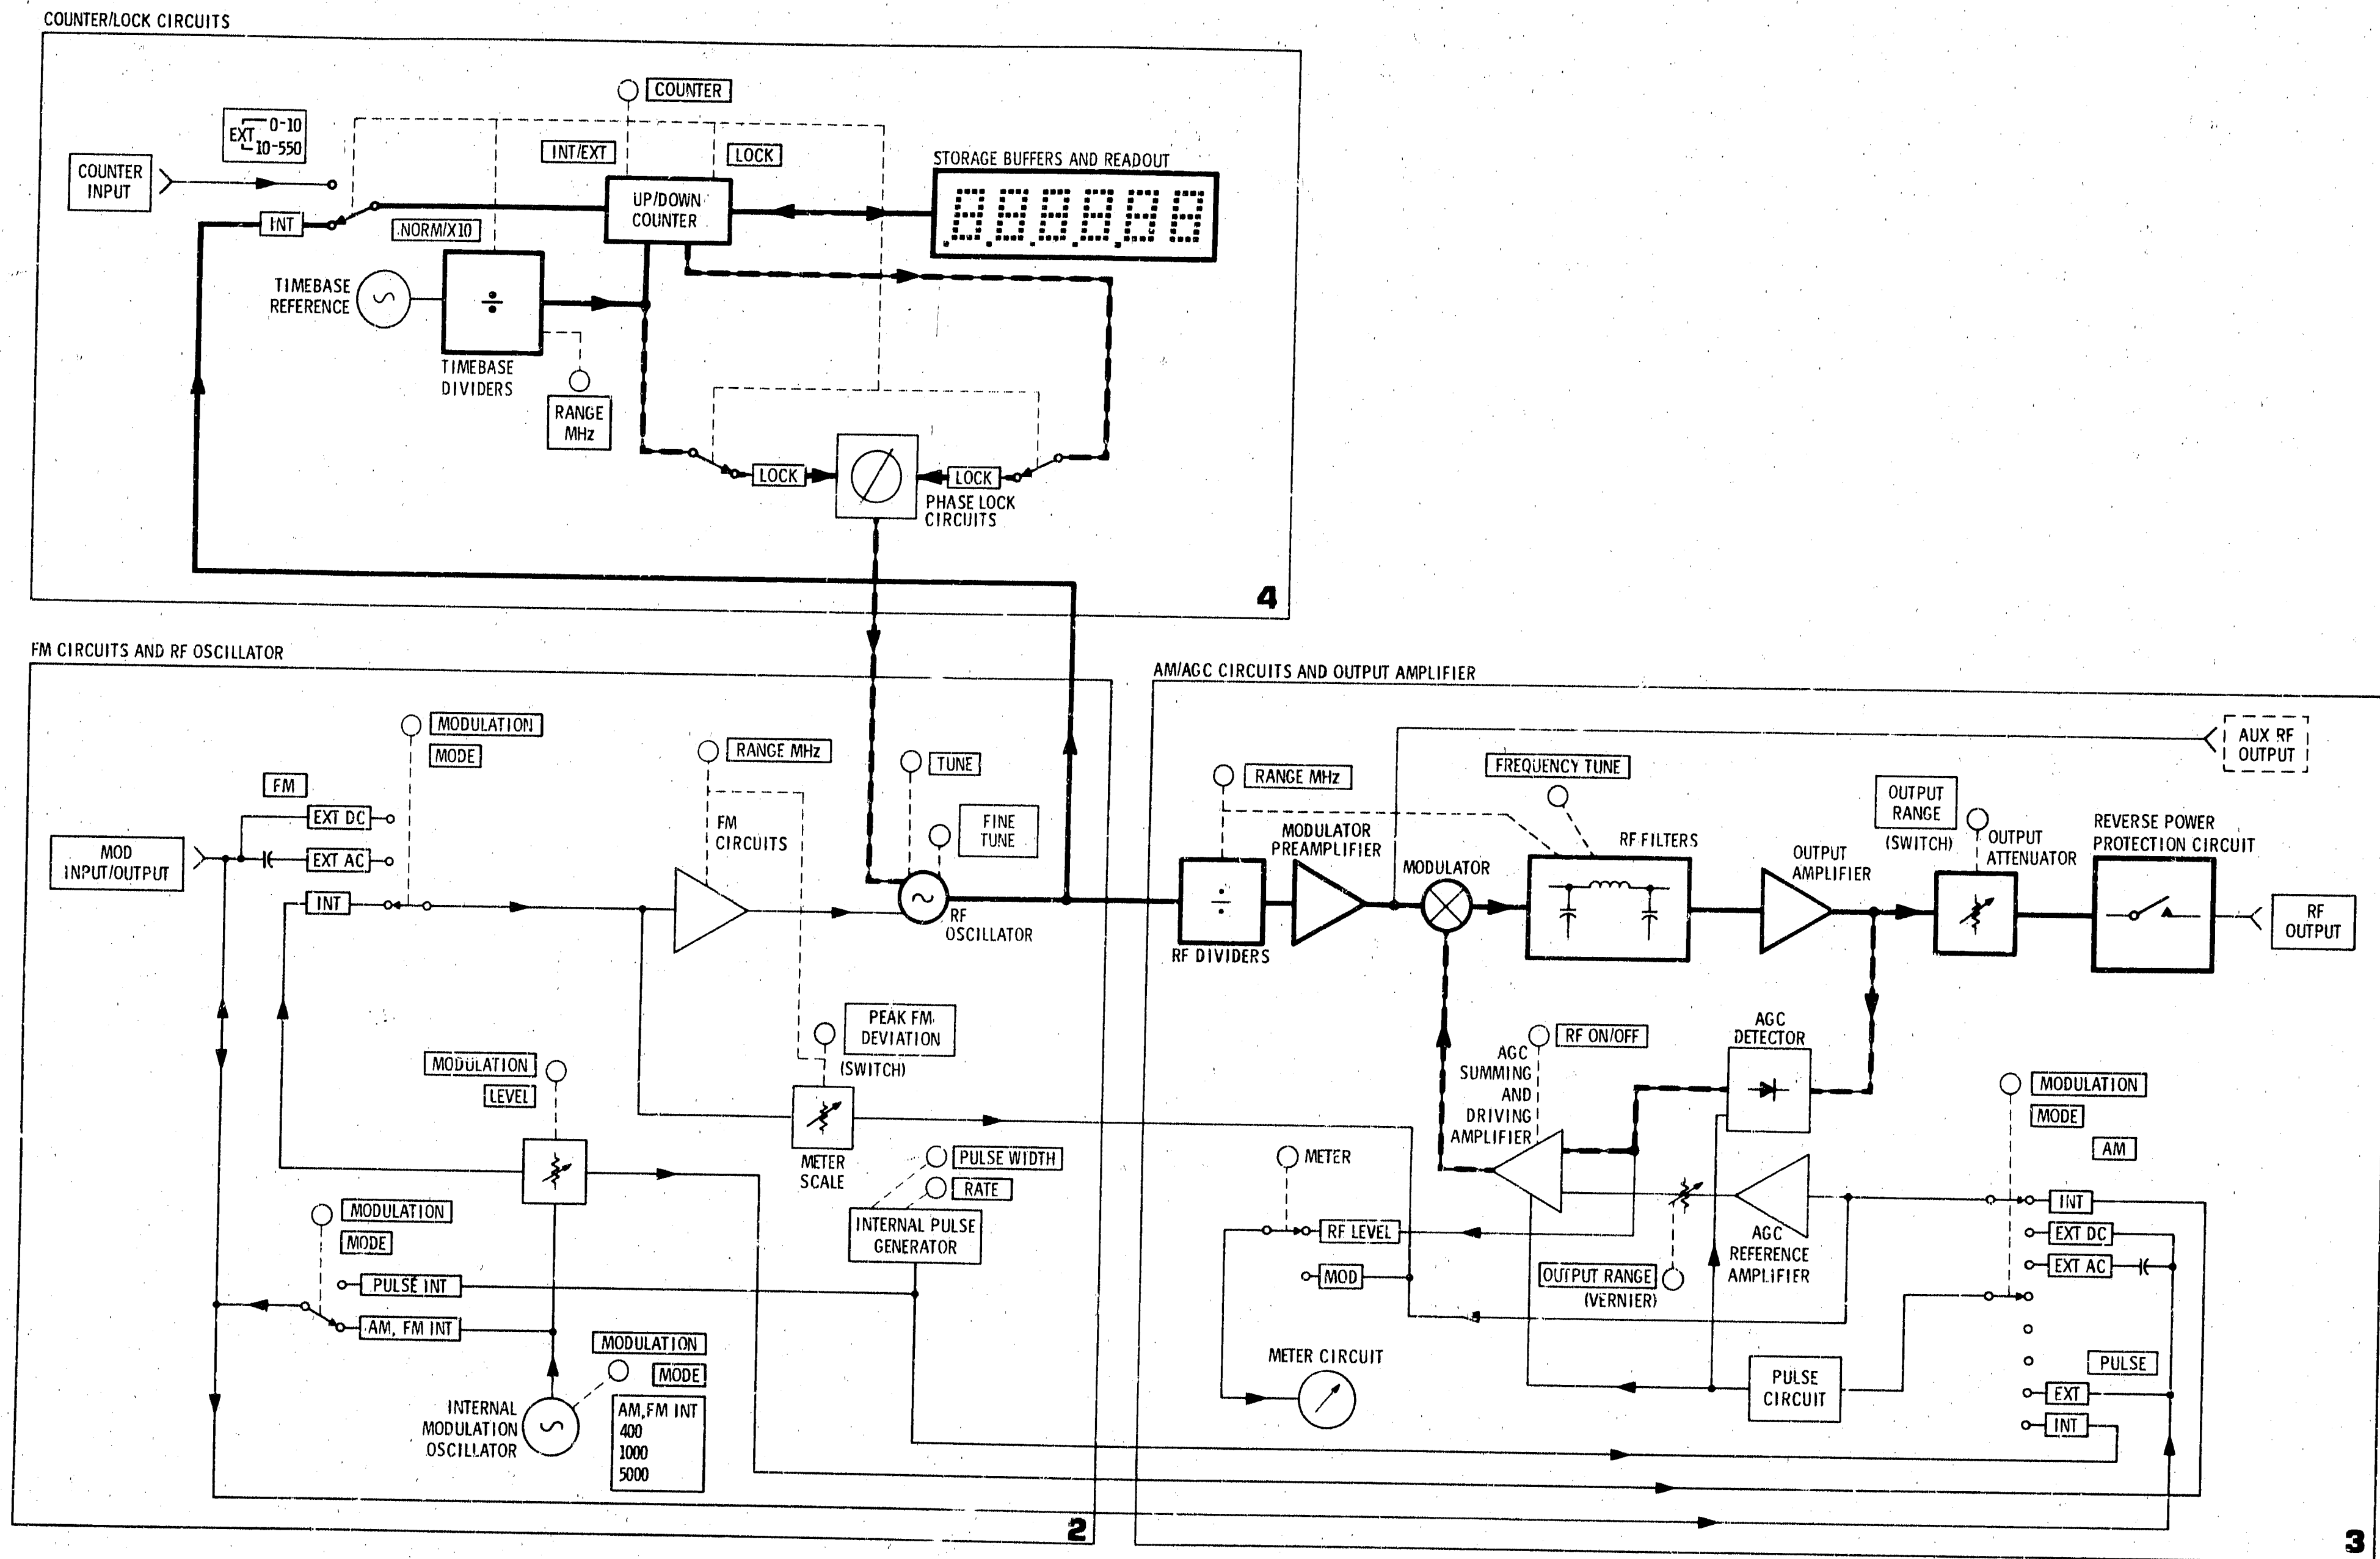 COUNTER/LOCK CIRCUITS
COUNTER
EXT 0-10
10-550
INT/EXT
LOCK
COUNTER
INPUT
STORAGE BUFFERS AND READOUT
UP/DOWN
COUNTER
INT
NORM/X10
TIMEBASE
REFERENCE
÷
TIMEBASE
DIVIDERS
RANGE
MHz
LOCK
LOCK
PHASE LOCK
CIRCUITS
4
FM CIRCUITS AND RF OSCILLATOR
MODULATION
MODE
RANGE MHz
TUNE
FM
FINE
TUNE
EXT DC
FM
CIRCUITS
MOD
INPUT/OUTPUT
EXT AC
INT
RF
OSCILLATOR
PEAK FM
DEVIATION
(SWITCH)
MODULATION
LEVEL
METER
SCALE
PULSE WIDTH
RATE
MODULATION
MODE
INTERNAL PULSE
GENERATOR
PULSE INT
AM, FM INT
MODULATION
MODE
INTERNAL
MODULATION
OSCILLATOR
AM,FM INT
400
1000
5000
2
AM/AGC CIRCUITS AND OUTPUT AMPLIFIER
AUX RF
OUTPUT
RANGE MHz
FREQUENCY TUNE
OUTPUT
RANGE
(SWITCH)
MODULATOR
PREAMPLIFIER
RF FILTERS
OUTPUT
ATTENUATOR
REVERSE POWER
PROTECTION CIRCUIT
MODULATOR
OUTPUT
AMPLIFIER
÷
RF DIVIDERS
RF
OUTPUT
RF ON/OFF
AGC
DETECTOR
AGC
SUMMING
AND
DRIVING
AMPLIFIER
MODULATION
MODE
AM
METER
INT
RF LEVEL
AGC
REFERENCE
AMPLIFIER
EXT DC
EXT AC
MOD
OUTPUT RANGE
(VERNIER)
METER CIRCUIT
PULSE
CIRCUIT
PULSE
EXT
INT
3